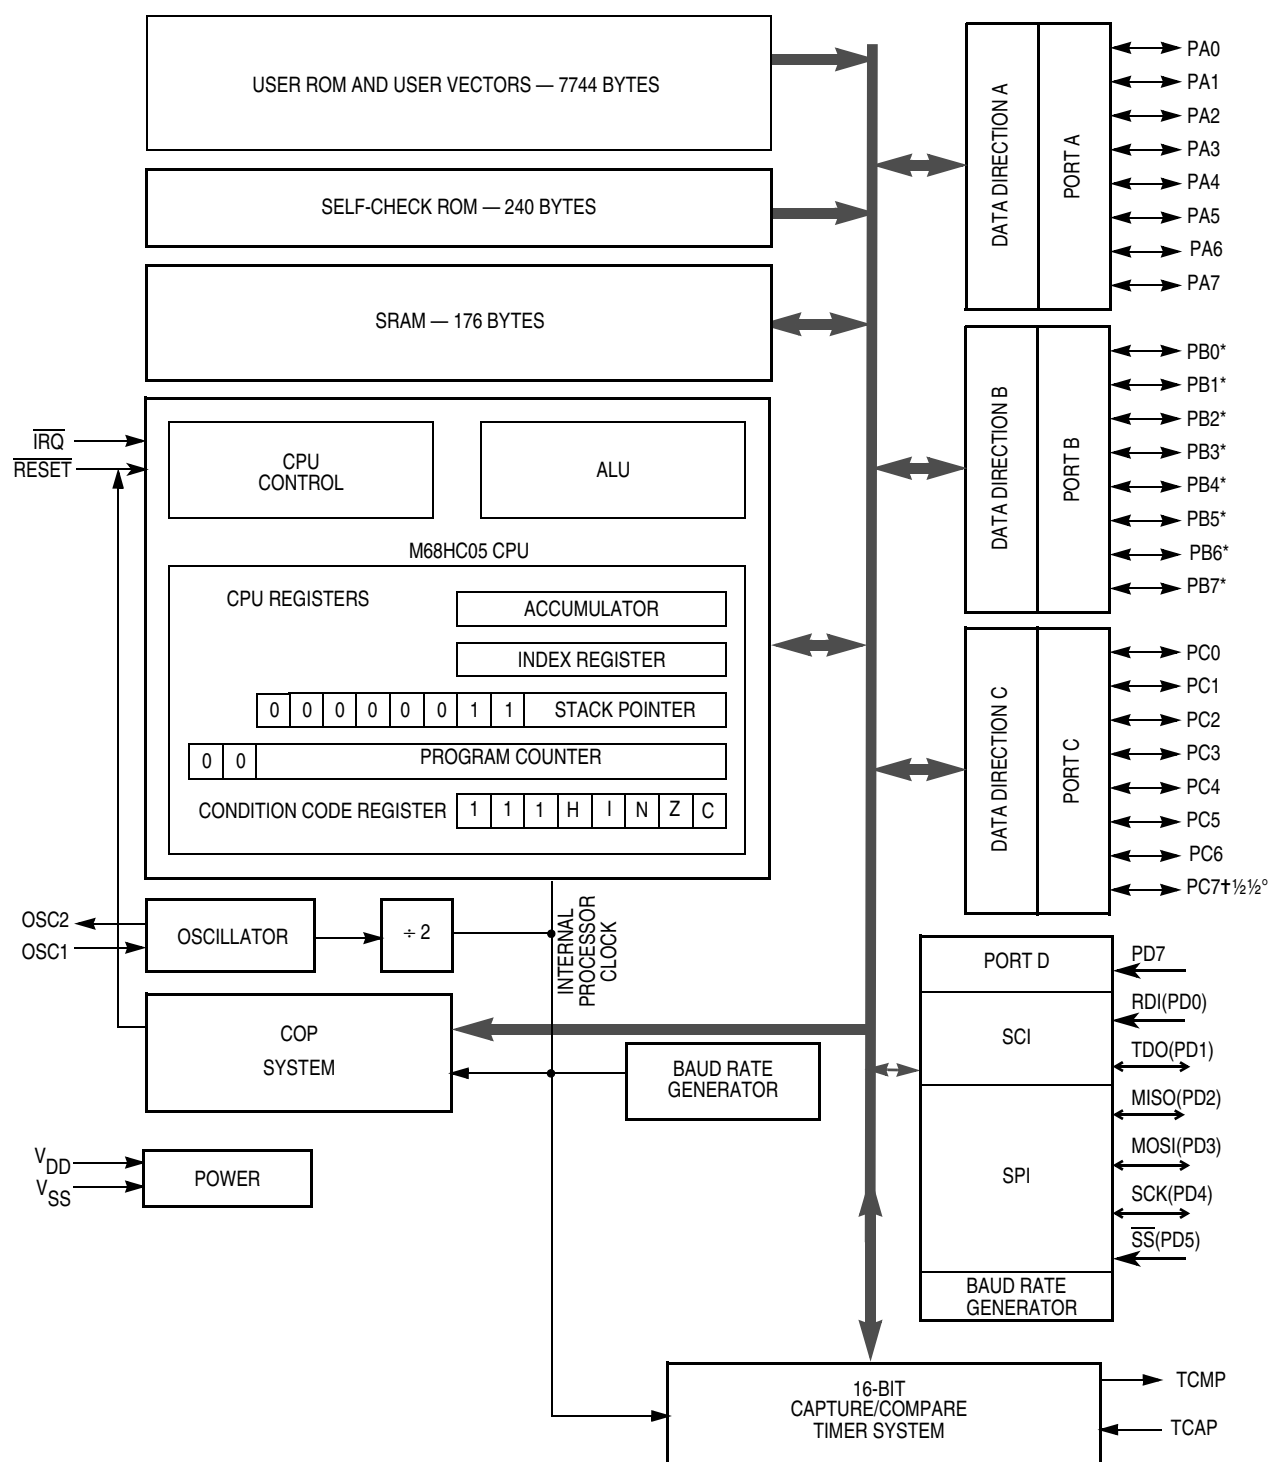 USER ROM AND USER VECTORS — 7744 BYTES
SELF-CHECK ROM — 240 BYTES
SRAM — 176 BYTES
IRQ
RESET
CPU
CONTROL
ALU
M68HC05 CPU
CPU REGISTERS
ACCUMULATOR
INDEX REGISTER
0 0 0 0 0 0 1 1 STACK POINTER
0 0 PROGRAM COUNTER
CONDITION CODE REGISTER 1 1 1 H I N Z C
OSC2
OSC1
OSCILLATOR
÷ 2
INTERNAL
PROCESSOR
CLOCK
COP
SYSTEM
BAUD RATE
GENERATOR
VDD
VSS
POWER
DATA DIRECTION A
PORT A
PA0
PA1
PA2
PA3
PA4
PA5
PA6
PA7
DATA DIRECTION B
PORT B
PB0*
PB1*
PB2*
PB3*
PB4*
PB5*
PB6*
PB7*
DATA DIRECTION C
PORT C
PC0
PC1
PC2
PC3
PC4
PC5
PC6
PC7†½½°
PORT D
PD7
SCI
RDI(PD0)
TDO(PD1)
SPI
MISO(PD2)
MOSI(PD3)
SCK(PD4)
SS(PD5)
BAUD RATE
GENERATOR
16-BIT
CAPTURE/COMPARE
TIMER SYSTEM
TCMP
TCAP